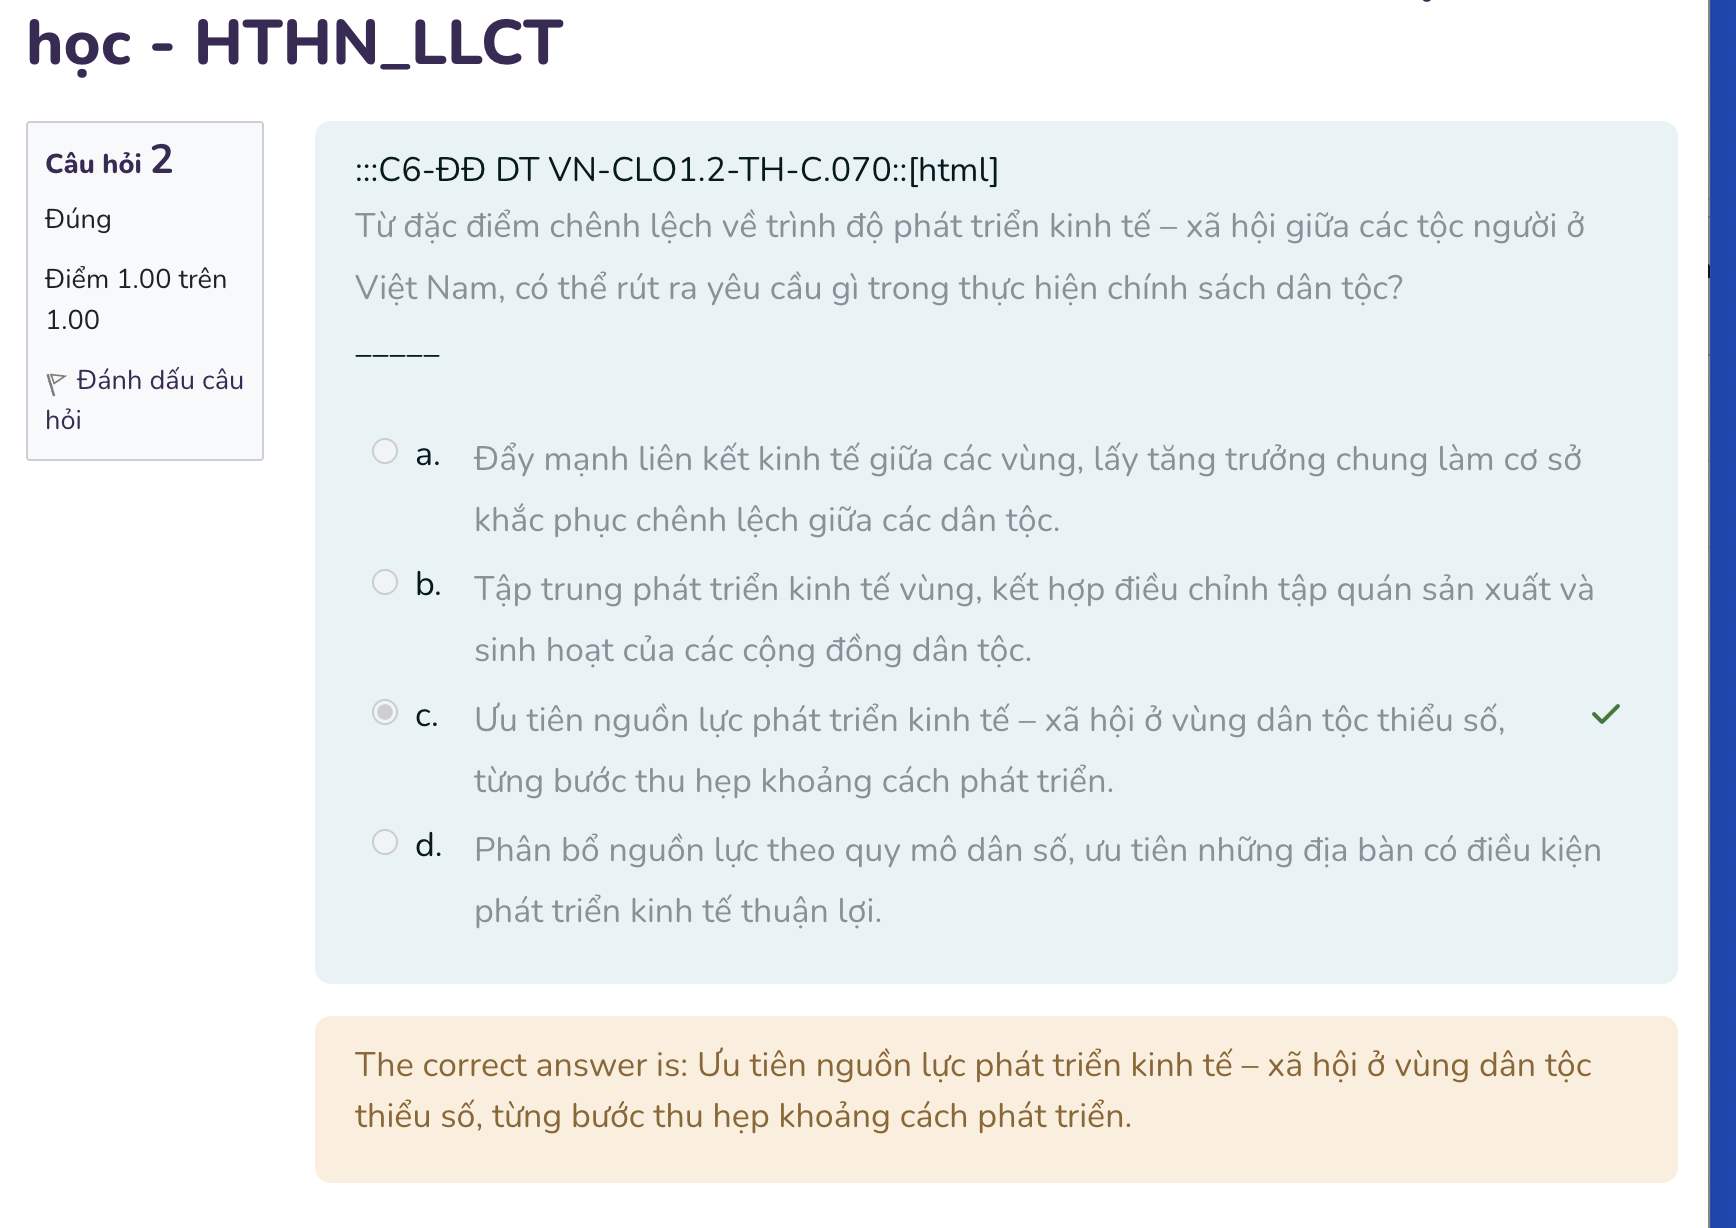 học - HTHN_LLCT
Câu hỏi 2
Đúng
Điểm 1.00 trên
1.00
Đánh dấu câu
hỏi
:::C6-ĐĐ DT VN-CLO1.2-TH-C.070::[html]
Từ đặc điểm chênh lệch về trình độ phát triển kinh tế – xã hội giữa các tộc người ở
Việt Nam, có thể rút ra yêu cầu gì trong thực hiện chính sách dân tộc?
_____
a. Đẩy mạnh liên kết kinh tế giữa các vùng, lấy tăng trưởng chung làm cơ sở
khắc phục chênh lệch giữa các dân tộc.
b. Tập trung phát triển kinh tế vùng, kết hợp điều chỉnh tập quán sản xuất và
sinh hoạt của các cộng đồng dân tộc.
c. Ưu tiên nguồn lực phát triển kinh tế – xã hội ở vùng dân tộc thiểu số,
từng bước thu hẹp khoảng cách phát triển.
d. Phân bổ nguồn lực theo quy mô dân số, ưu tiên những địa bàn có điều kiện
phát triển kinh tế thuận lợi.
The correct answer is: Ưu tiên nguồn lực phát triển kinh tế – xã hội ở vùng dân tộc
thiểu số, từng bước thu hẹp khoảng cách phát triển.